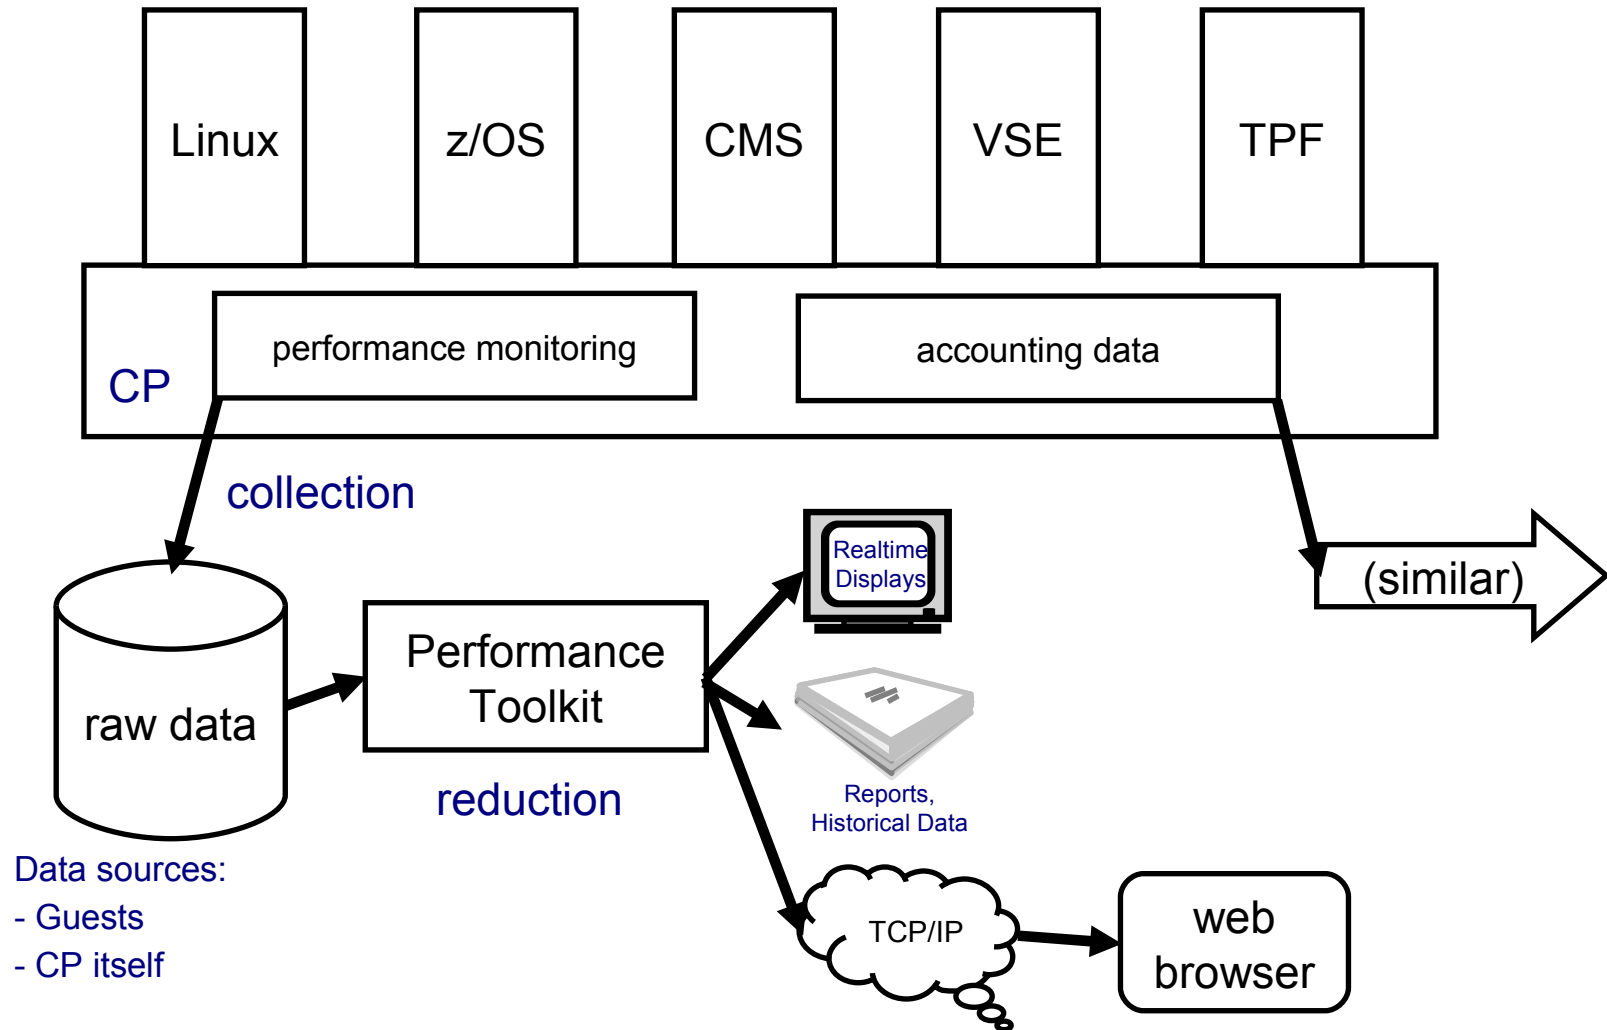 Linux
z/OS
CMS
VSE
TPF
performance monitoring
accounting data
CP
collection
Realtime
Displays
(similar)
Performance
Toolkit
raw data
reduction
Reports,
Historical Data
Data sources:
- Guests
- CP itself
TCP/IP
web
browser